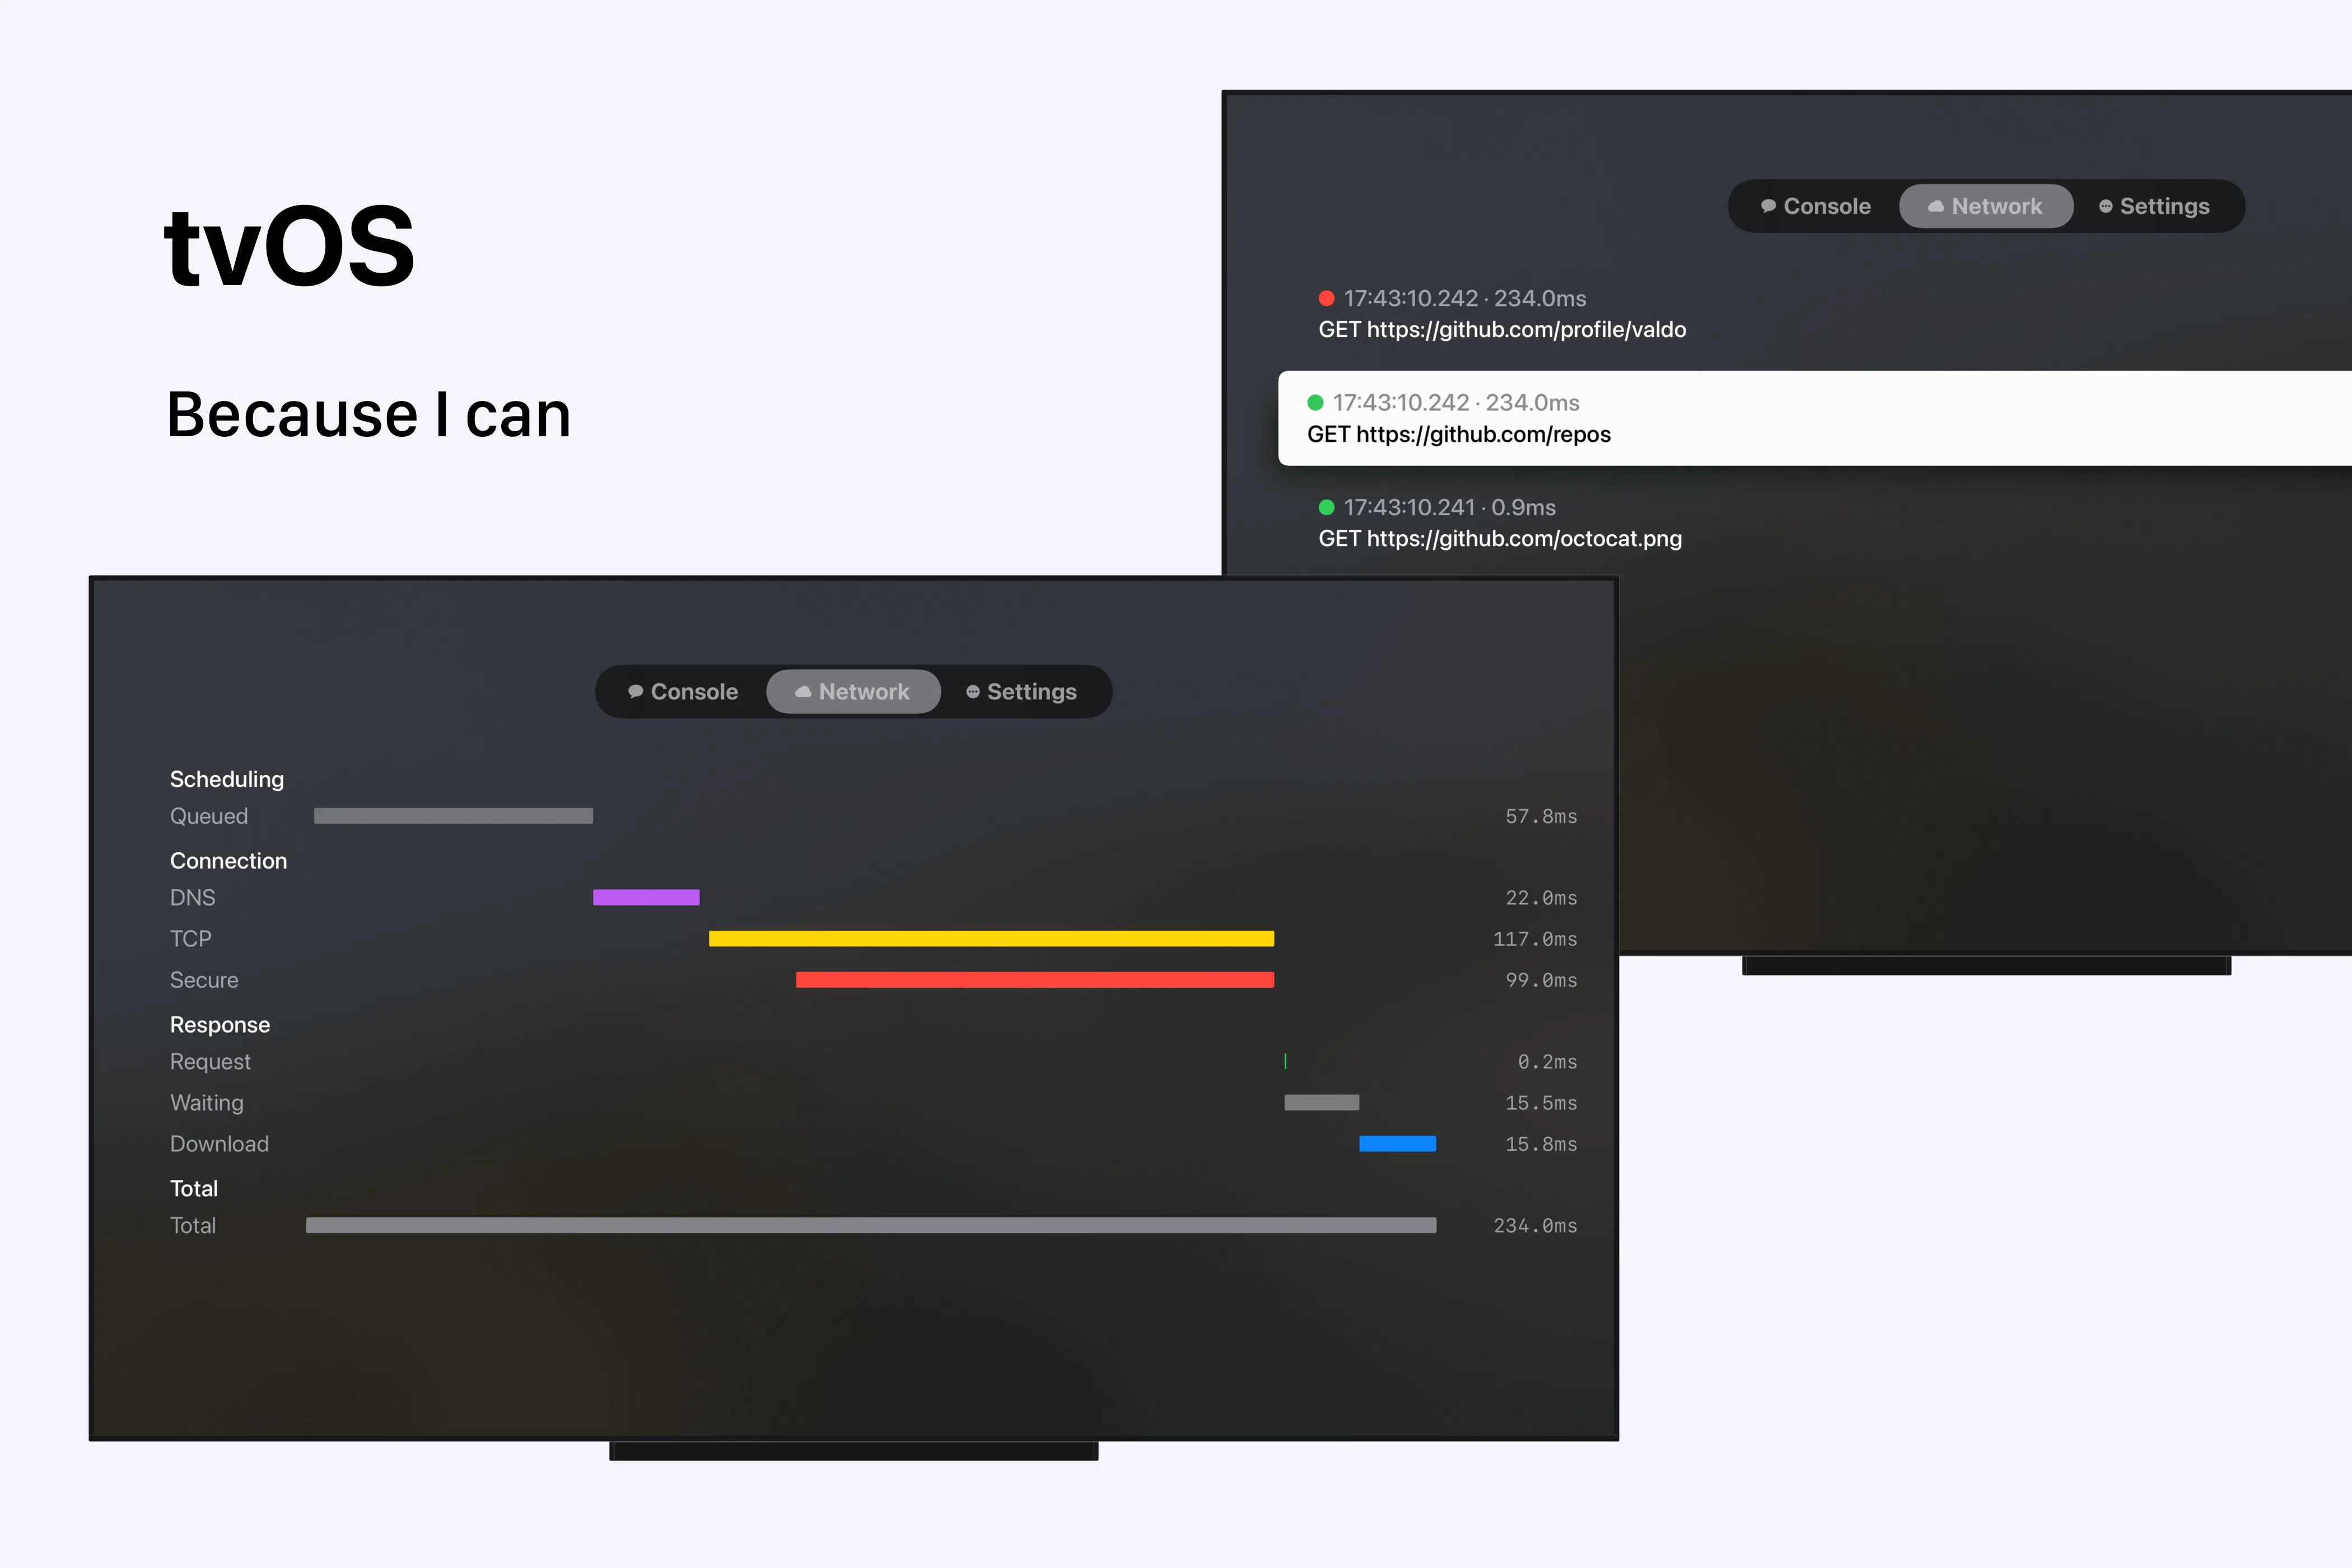 tvOS
Because I can
Console Network Settings
17:43:10.242 · 234.0ms
GET https://github.com/profile/valdo
17:43:10.242 · 234.0ms
GET https://github.com/repos
17:43:10.241 · 0.9ms
GET https://github.com/octocat.png
Console Network Settings
Scheduling
Queued 57.8ms
Connection
DNS 22.0ms
TCP 117.0ms
Secure 99.0ms
Response
Request 0.2ms
Waiting 15.5ms
Download 15.8ms
Total
Total 234.0ms